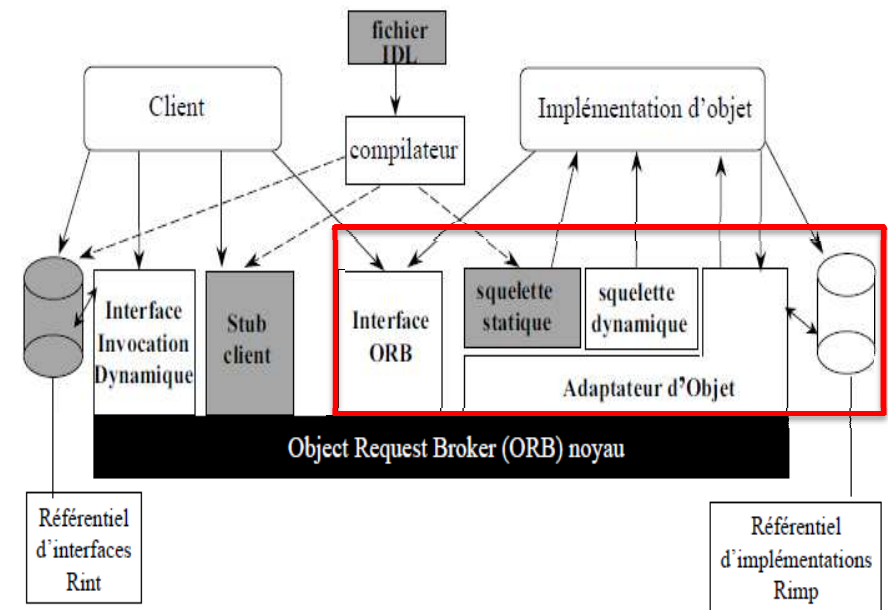 fichier
IDL
Client
Implémentation d'objet
compilateur
Interface
Invocation
Dynamique
Stub
client
Interface
ORB
squelette
statique
squelette
dynamique
Adaptateur d'Objet
Object Request Broker (ORB) noyau
Référentiel
d'interfaces
Rint
Référentiel
d'implémentations
Rimp